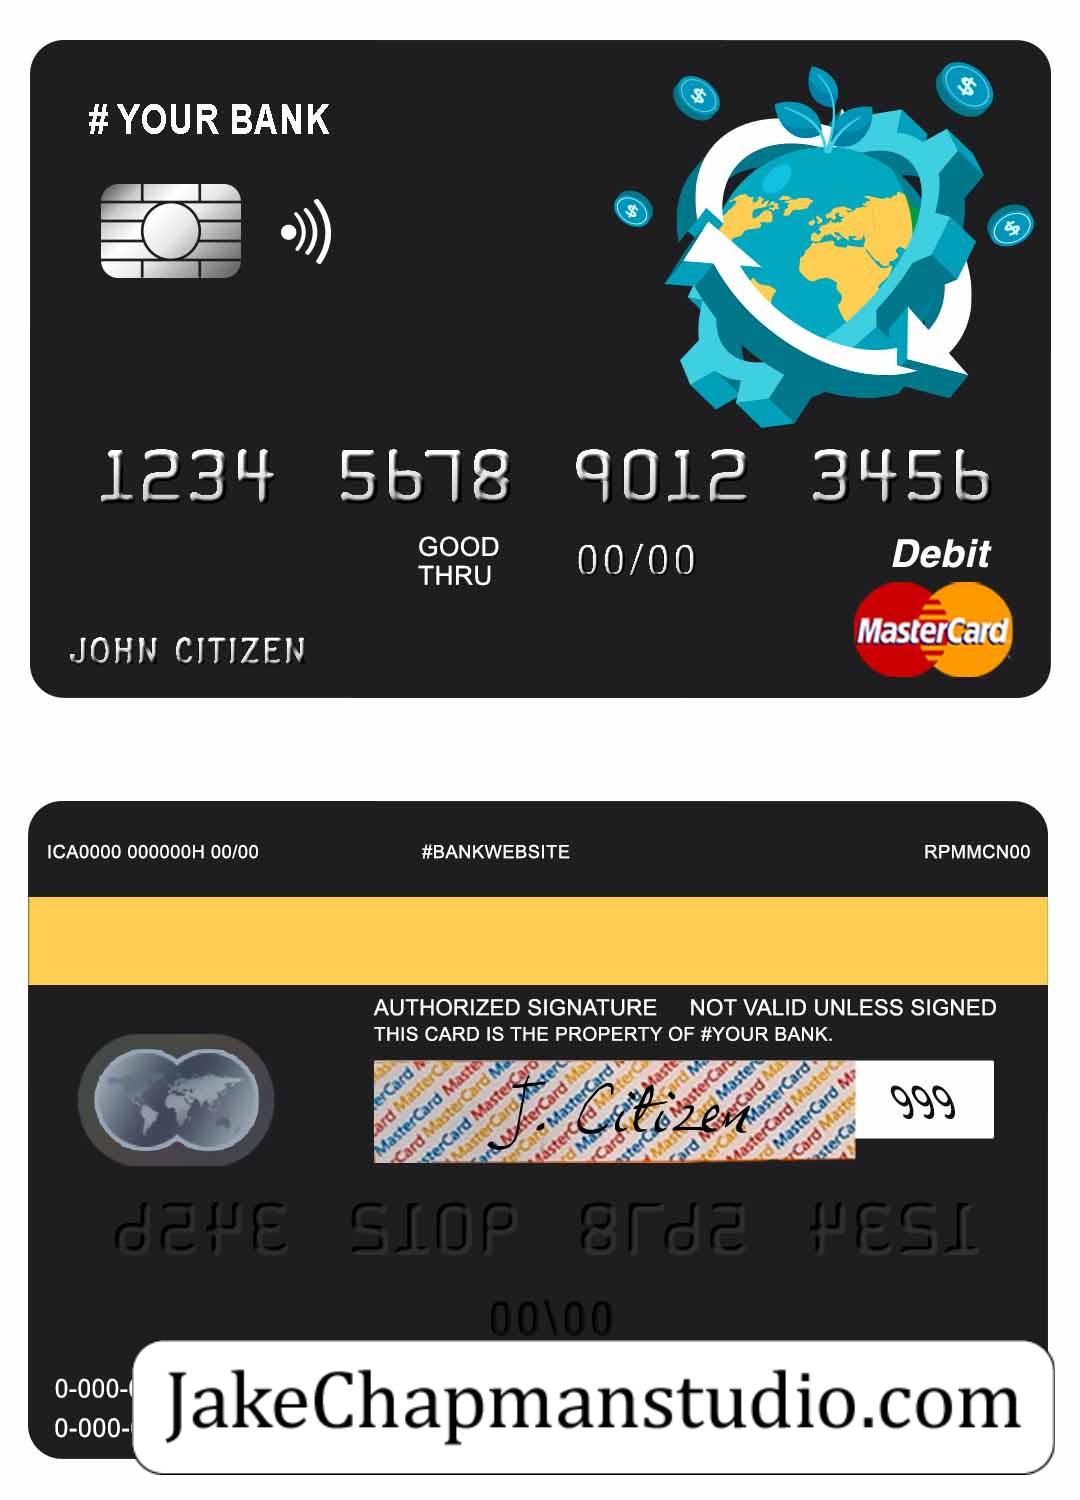 # YOUR BANK
1234 5678 9012 3456
GOOD
THRU
00/00
Debit
MasterCard
JOHN CITIZEN
ICA0000 000000H 00/00
#BANKWEBSITE
RPMMCN00
AUTHORIZED SIGNATURE NOT VALID UNLESS SIGNED
THIS CARD IS THE PROPERTY OF #YOUR BANK.
J. Citizen
999
0-000-
0-000-
JakeChapmanstudio.com